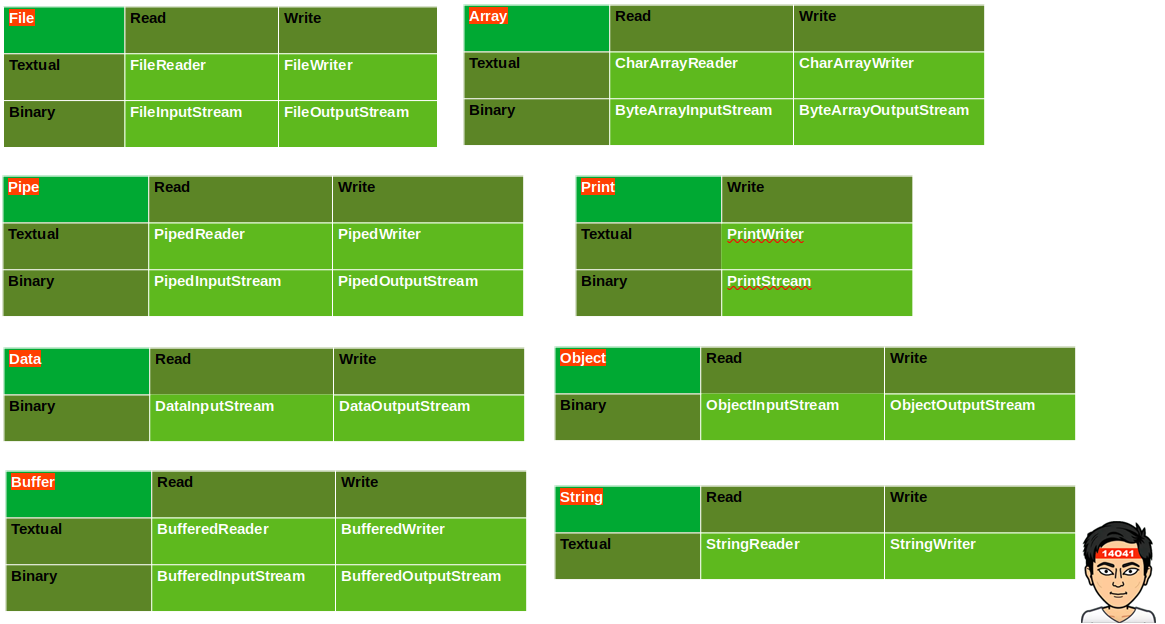 File Read Write
Textual FileReader FileWriter
Binary FileInputStream FileOutputStream
Array Read Write
Textual CharArrayReader CharArrayWriter
Binary ByteArrayInputStream ByteArrayOutputStream
Pipe Read Write
Textual PipedReader PipedWriter
Binary PipedInputStream PipedOutputStream
Print Write
Textual PrintWriter
Binary PrintStream
Data Read Write
Binary DataInputStream DataOutputStream
Object Read Write
Binary ObjectInputStream ObjectOutputStream
Buffer Read Write
Textual BufferedReader BufferedWriter
Binary BufferedInputStream BufferedOutputStream
String Read Write
Textual StringReader StringWriter
14041